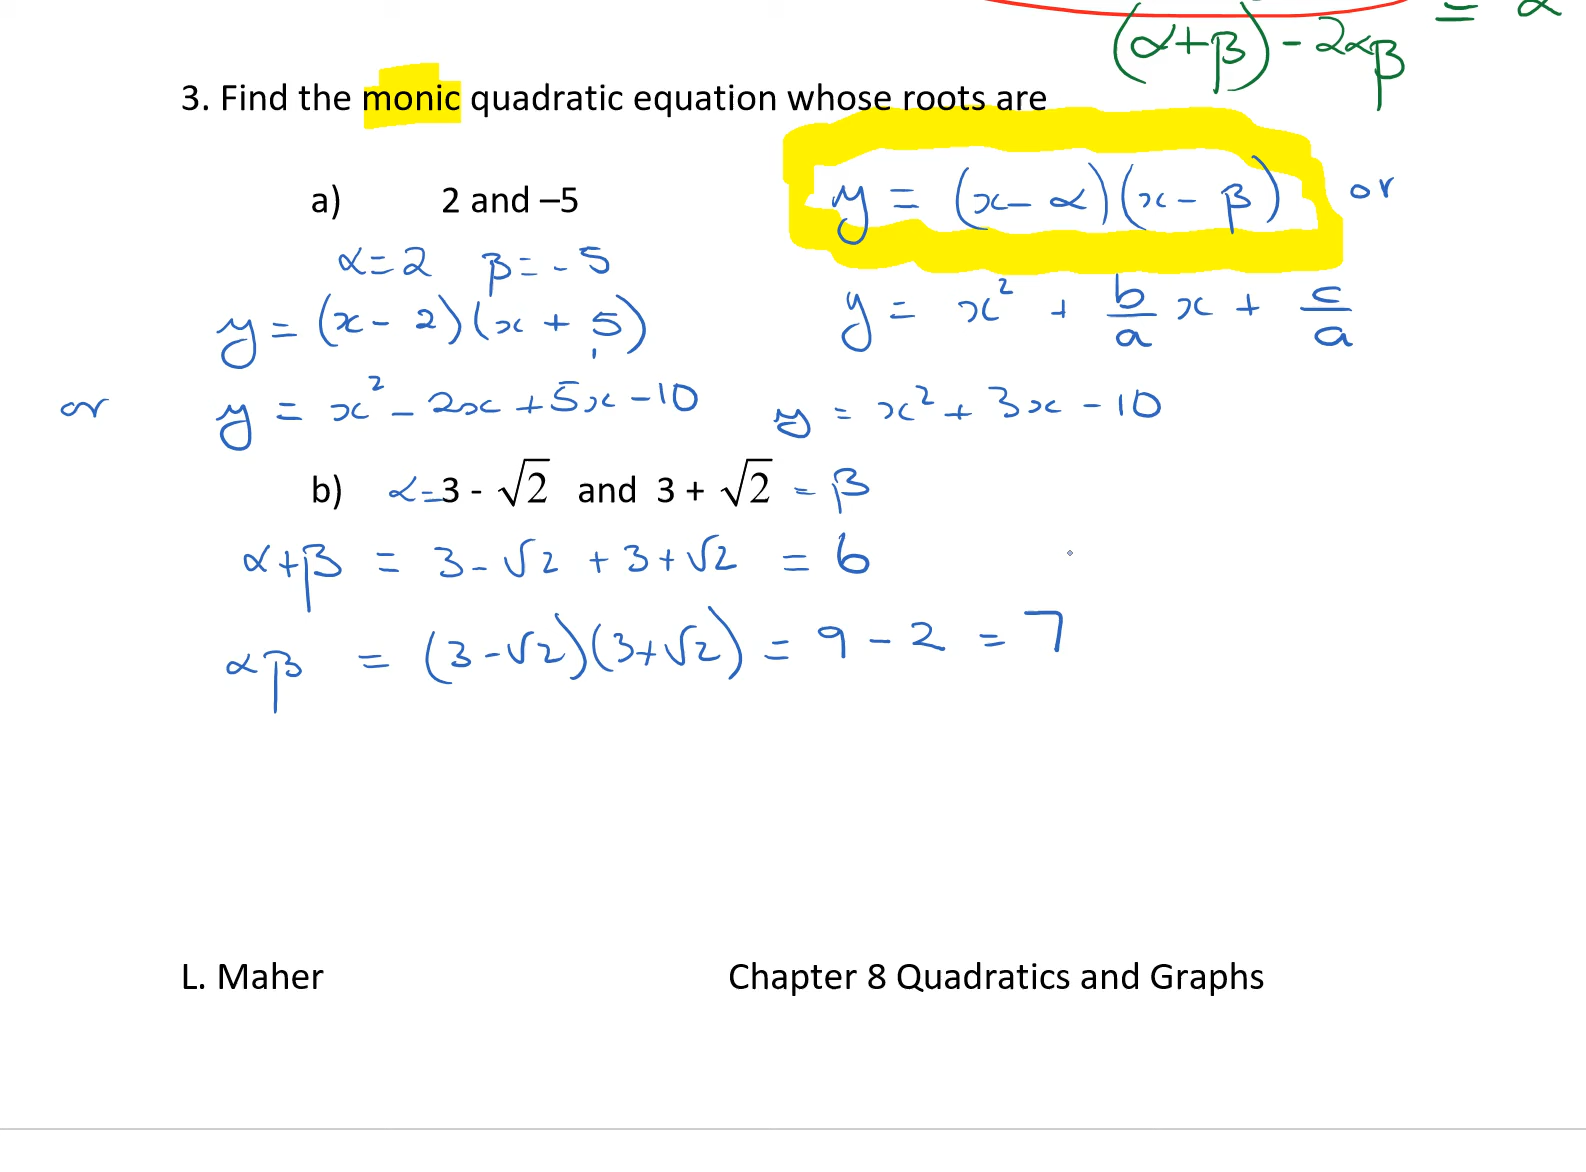 (α+β) - 2αβ = α
3. Find the monic quadratic equation whose roots are
a) 2 and –5
y = (x - α)(x - β) or
α = 2 β = -5
y = (x - 2)(x + 5)
y = x² + b/a x + c/a
or y = x² - 2x + 5x - 10 y = x² + 3x - 10
b) α = 3 - √2 and 3 + √2 = β
α+β = 3 - √2 + 3 + √2 = 6
αβ = (3 - √2)(3 + √2) = 9 - 2 = 7
L. Maher Chapter 8 Quadratics and Graphs